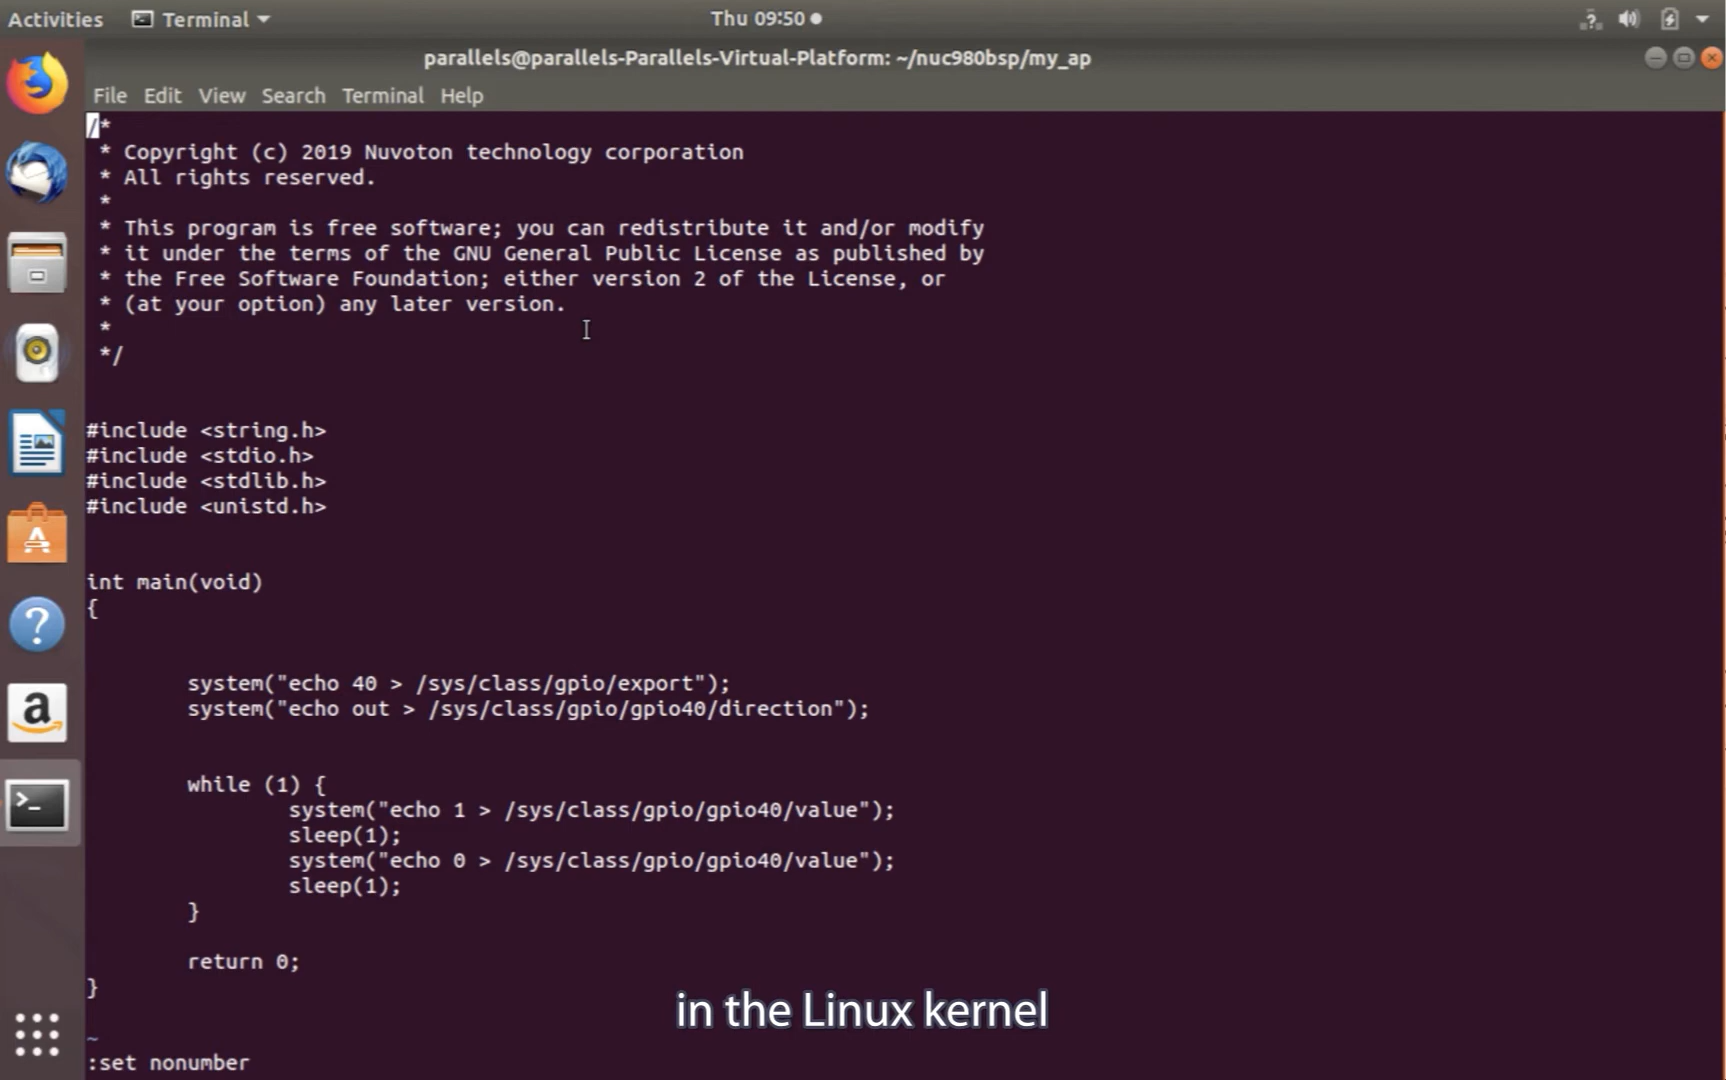 Activities Terminal Thu 09:50
parallels@parallels-Parallels-Virtual-Platform: ~/nuc980bsp/my_ap
File Edit View Search Terminal Help
/*
 * Copyright (c) 2019 Nuvoton technology corporation
 * All rights reserved.
 *
 * This program is free software; you can redistribute it and/or modify
 * it under the terms of the GNU General Public License as published by
 * the Free Software Foundation; either version 2 of the License, or
 * (at your option) any later version.
 *
 */
#include <string.h>
#include <stdio.h>
#include <stdlib.h>
#include <unistd.h>
int main(void)
{
        system("echo 40 > /sys/class/gpio/export");
        system("echo out > /sys/class/gpio/gpio40/direction");
        while (1) {
                system("echo 1 > /sys/class/gpio/gpio40/value");
                sleep(1);
                system("echo 0 > /sys/class/gpio/gpio40/value");
                sleep(1);
        }
        return 0;
}
in the Linux kernel
~
:set nonumber